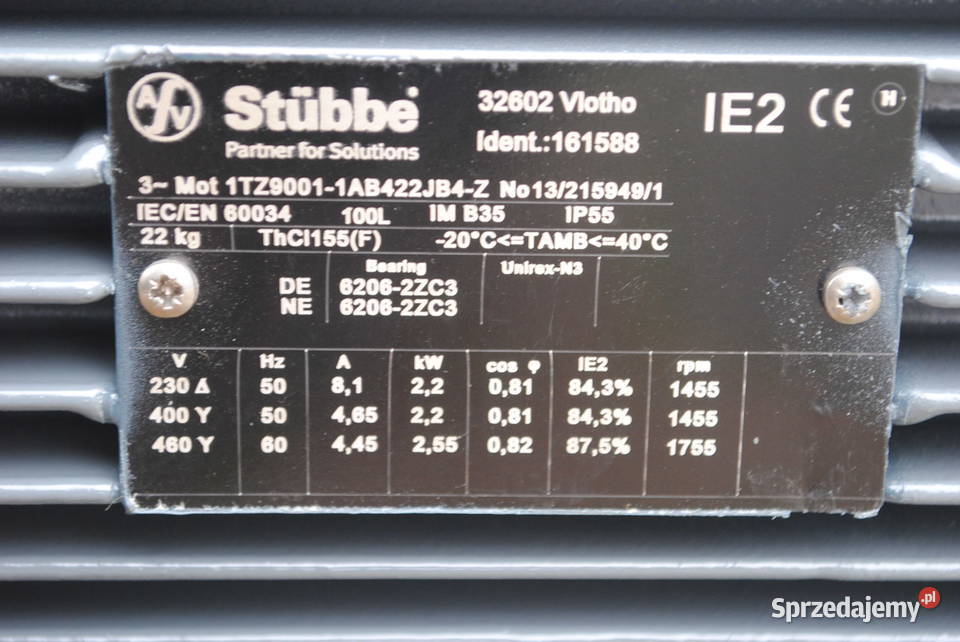 ASV Stübbe®
Partner for Solutions
32602 Vlotho
Ident.:161588
IE2 CE H
3~ Mot 1TZ9001-1AB422JB4-Z No 13/215949/1
IEC/EN 60034 100L IM B35 IP55
22 kg ThCl155(F) -20°C<=TAMB<=40°C
Bearing Unirex-N3
DE 6206-2ZC3
NE 6206-2ZC3
V Hz A kW cos φ IE2 rpm
230 Δ 50 8,1 2,2 0,81 84,3% 1455
400 Y 50 4,65 2,2 0,81 84,3% 1455
460 Y 60 4,45 2,55 0,82 87,5% 1755
Sprzedajemy.pl